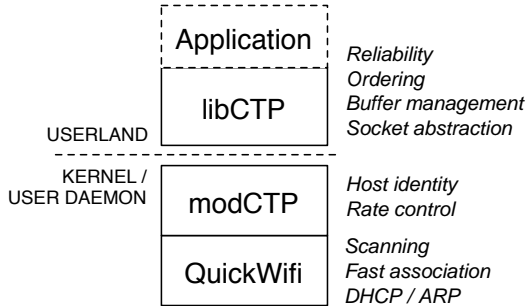 Application
Reliability
Ordering
libCTP
Buffer management
Socket abstraction
USERLAND
KERNEL /
USER DAEMON
modCTP
Host identity
Rate control
QuickWifi
Scanning
Fast association
DHCP / ARP